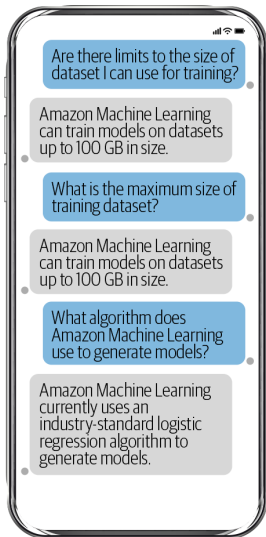 Are there limits to the size of
dataset I can use for training?
Amazon Machine Learning
can train models on datasets
up to 100 GB in size.
What is the maximum size of
training dataset?
Amazon Machine Learning
can train models on datasets
up to 100 GB in size.
What algorithm does
Amazon Machine Learning
use to generate models?
Amazon Machine Learning
currently uses an
industry-standard logistic
regression algorithm to
generate models.